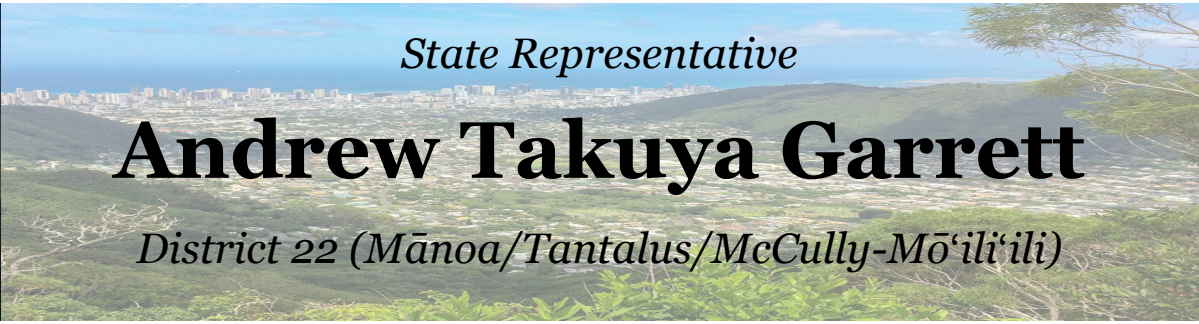 State Representative
Andrew Takuya Garrett
District 22 (Mānoa/Tantalus/McCully-Mōʻiliʻili)